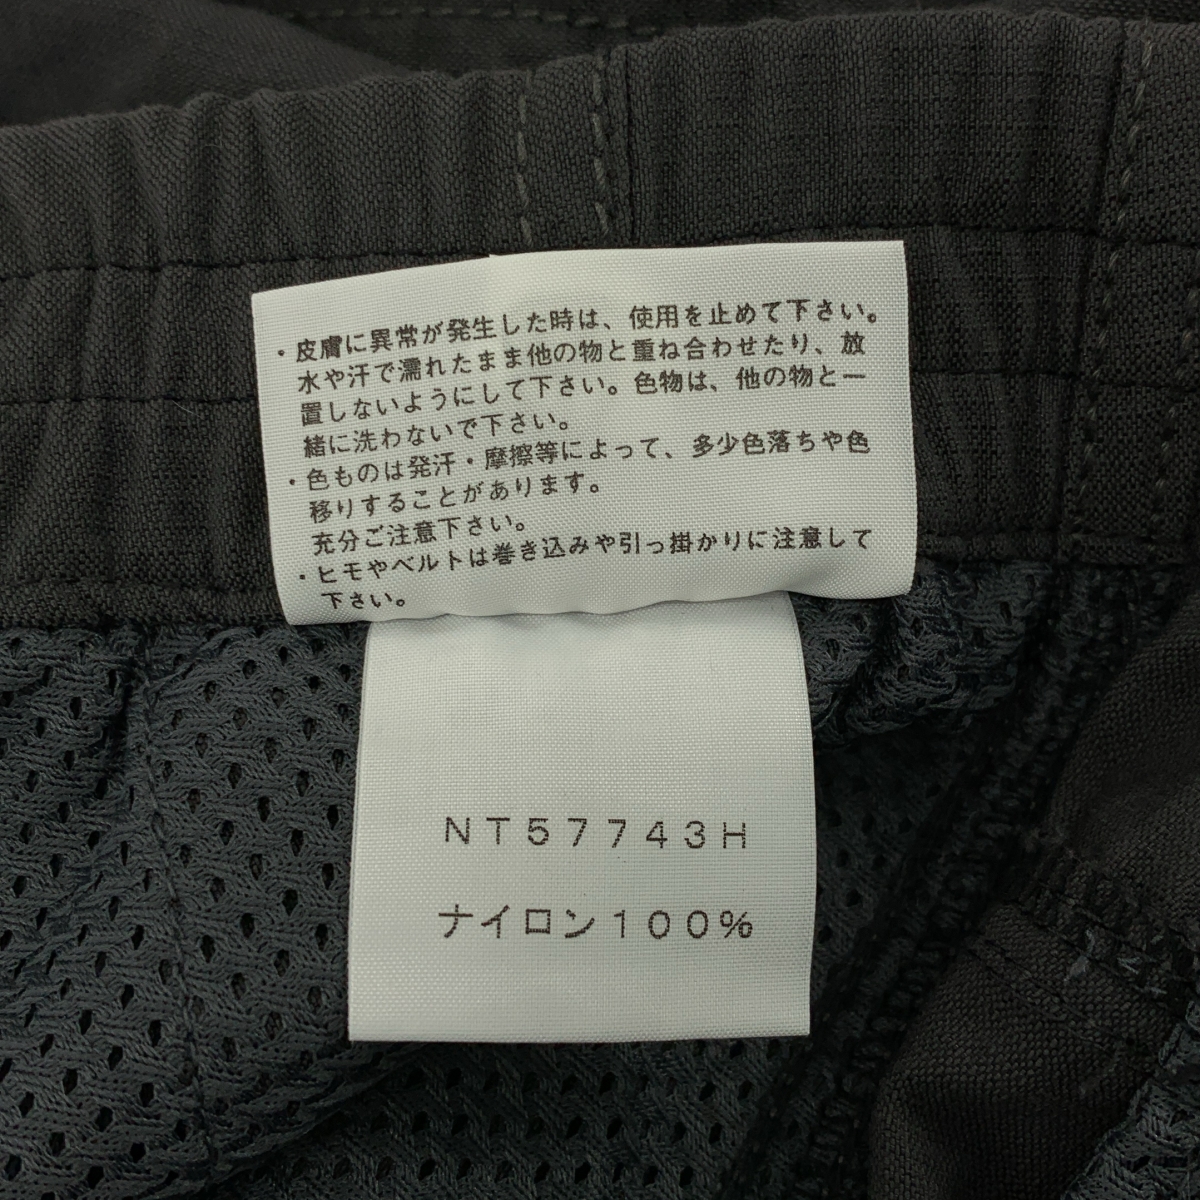 ・皮膚に異常が発生した時は、使用を止めて下さい。
水や汗で濡れたまま他の物と重ね合わせたり、放
置しないようにして下さい。色物は、他の物と一
緒に洗わないで下さい。
・色ものは発汗・摩擦等によって、多少色落ちや色
移りすることがあります。
充分ご注意下さい。
・ヒモやベルトは巻き込みや引っ掛かりに注意して
下さい。
NT57743H
ナイロン100%